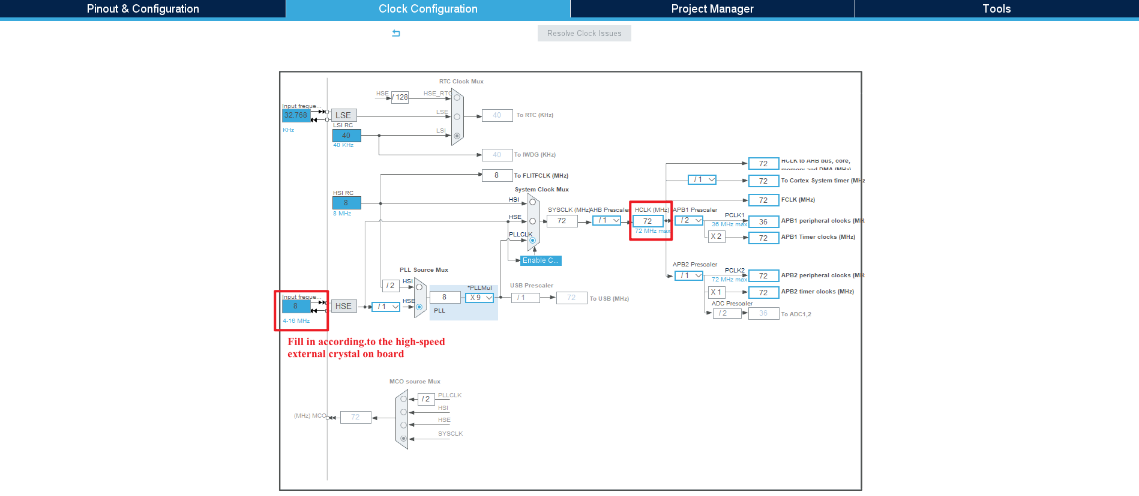 Pinout & Configuration
Clock Configuration
Project Manager
Tools
Resolve Clock Issues
RTC Clock Mux
HSE
/ 128
HSE_RTC
Input freque...
32.768
LSE
LSE
40
To RTC (KHz)
KHz
LSI RC
40
LSI
40 KHz
40
To IWDG (KHz)
8
To FLITFCLK (MHz)
System Clock Mux
HSI RC
8
HSI
8 MHz
HSE
PLLCLK
Enable C...
SYSCLK (MHz)
72
AHB Prescaler
/ 1
HCLK (MHz)
72
72 MHz max
72
HCLK to AHB bus, core,
memory and DMA (MHz)
/ 1
72
To Cortex System timer (MHz
72
FCLK (MHz)
APB1 Prescaler
/ 2
PCLK1
36 MHz max
36
APB1 peripheral clocks (MHz
X 2
72
APB1 Timer clocks (MHz)
APB2 Prescaler
/ 1
PCLK2
72 MHz max
72
APB2 peripheral clocks (MHz
X 1
72
APB2 timer clocks (MHz)
ADC Prescaler
/ 2
36
To ADC1,2
PLL Source Mux
/ 2
HSI
Input freque...
8
HSE
4-16 MHz
/ 1
HSE
8
*PLLMul
X 9
PLL
USB Prescaler
/ 1
72
To USB (MHz)
Fill in according.to the high-speed
external crystal on board
MCO source Mux
(MHz) MCO
72
/ 2
PLLCLK
HSI
HSE
SYSCLK